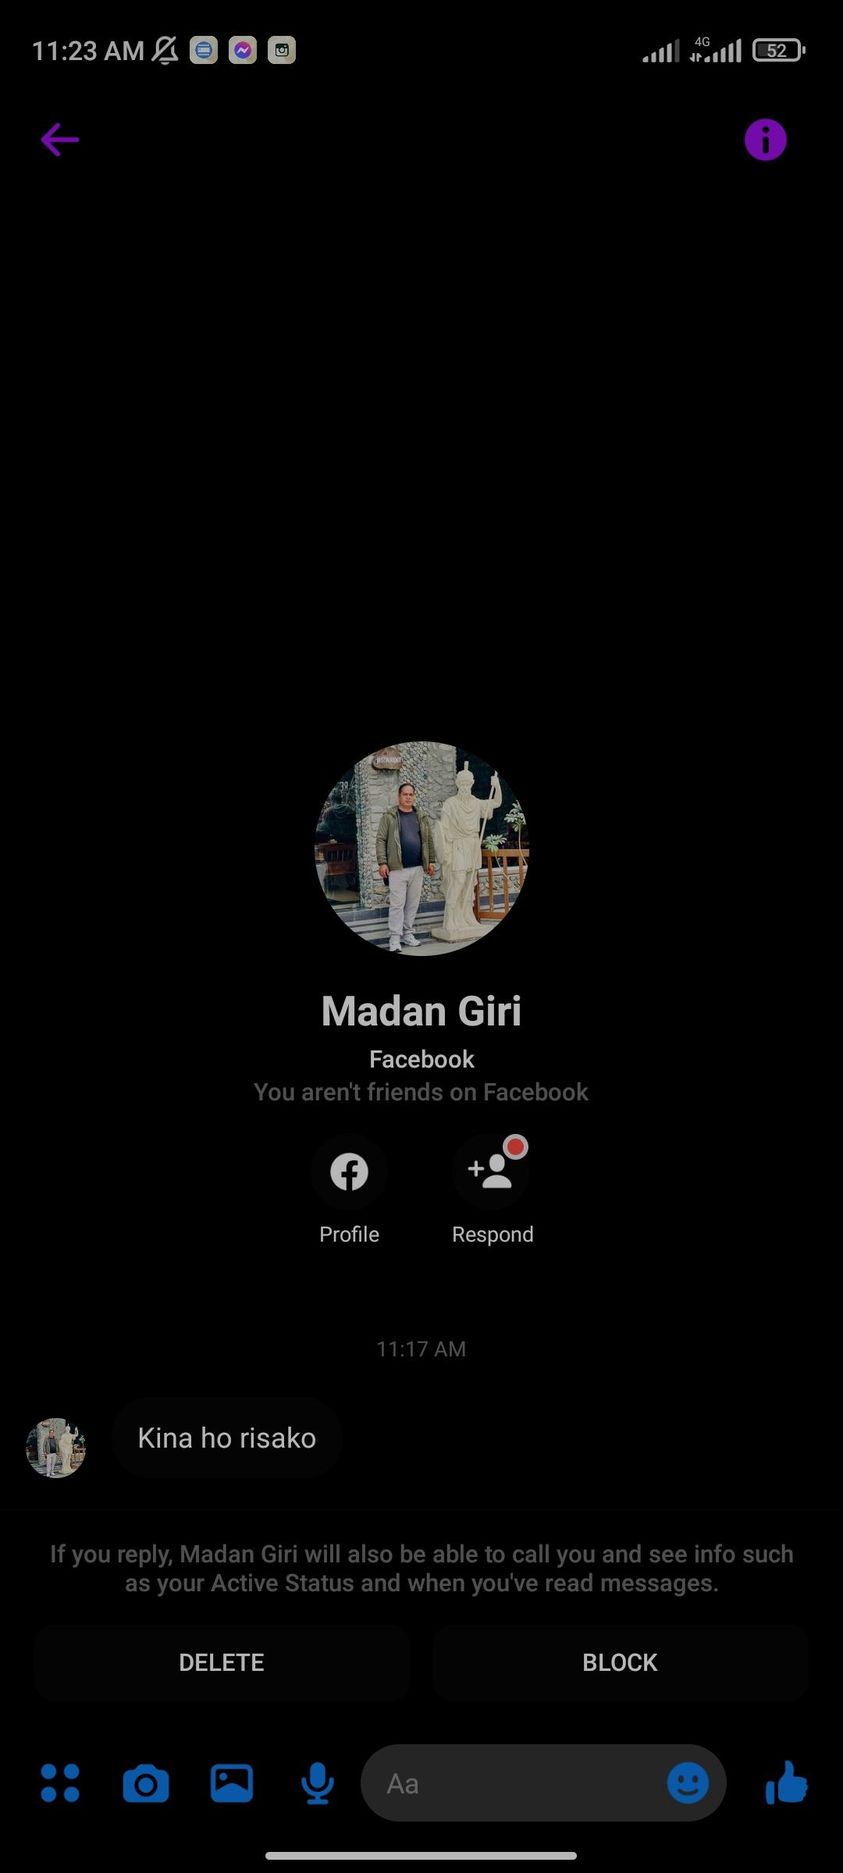 11:23 AM
4G
52
Madan Giri
Facebook
You aren't friends on Facebook
Profile
Respond
11:17 AM
Kina ho risako
If you reply, Madan Giri will also be able to call you and see info such
as your Active Status and when you've read messages.
DELETE
BLOCK
Aa